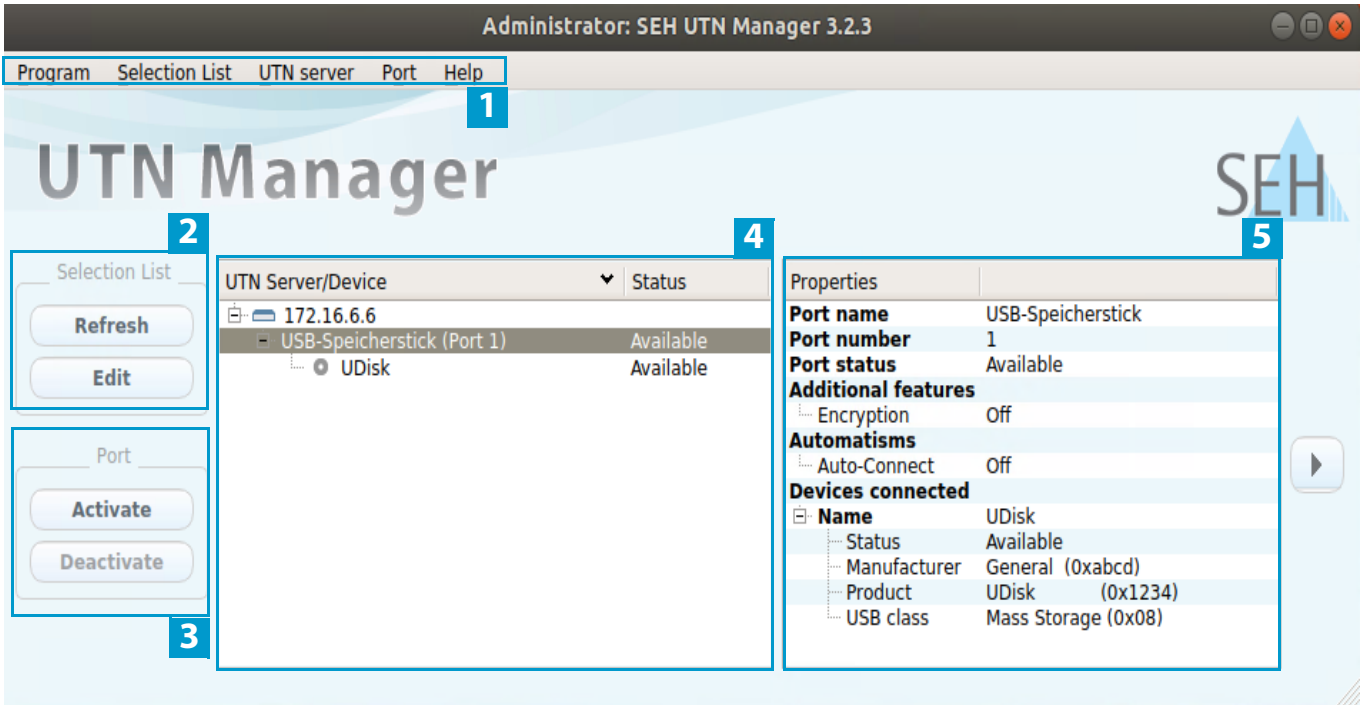 Administrator: SEH UTN Manager 3.2.3
Program Selection List UTN server Port Help
1
UTN Manager
SEH
2
Selection List
Refresh
Edit
Port
Activate
Deactivate
3
4
UTN Server/Device Status
172.16.6.6
USB-Speicherstick (Port 1) Available
UDisk Available
5
Properties
Port name USB-Speicherstick
Port number 1
Port status Available
Additional features
Encryption Off
Automatisms
Auto-Connect Off
Devices connected
Name UDisk
Status Available
Manufacturer General (0xabcd)
Product UDisk (0x1234)
USB class Mass Storage (0x08)